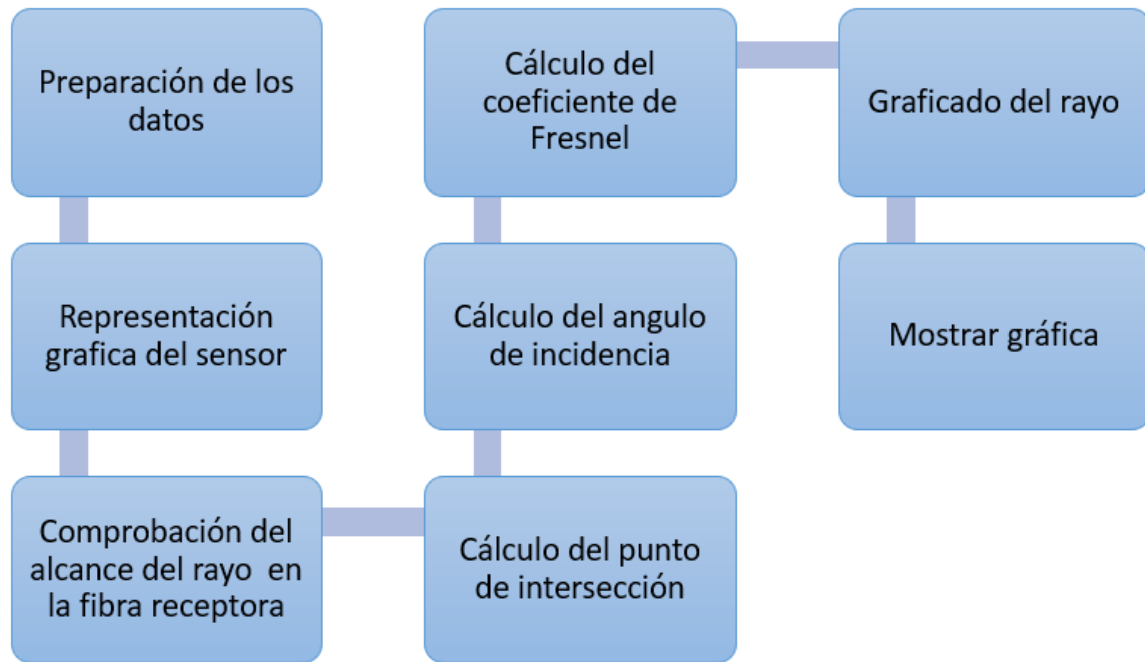 Preparación de los
datos
Representación
grafica del sensor
Comprobación del
alcance del rayo  en
la fibra receptora
Cálculo del punto
de intersección
Cálculo del angulo
de incidencia
Cálculo del
coeficiente de
Fresnel
Graficado del rayo
Mostrar gráfica